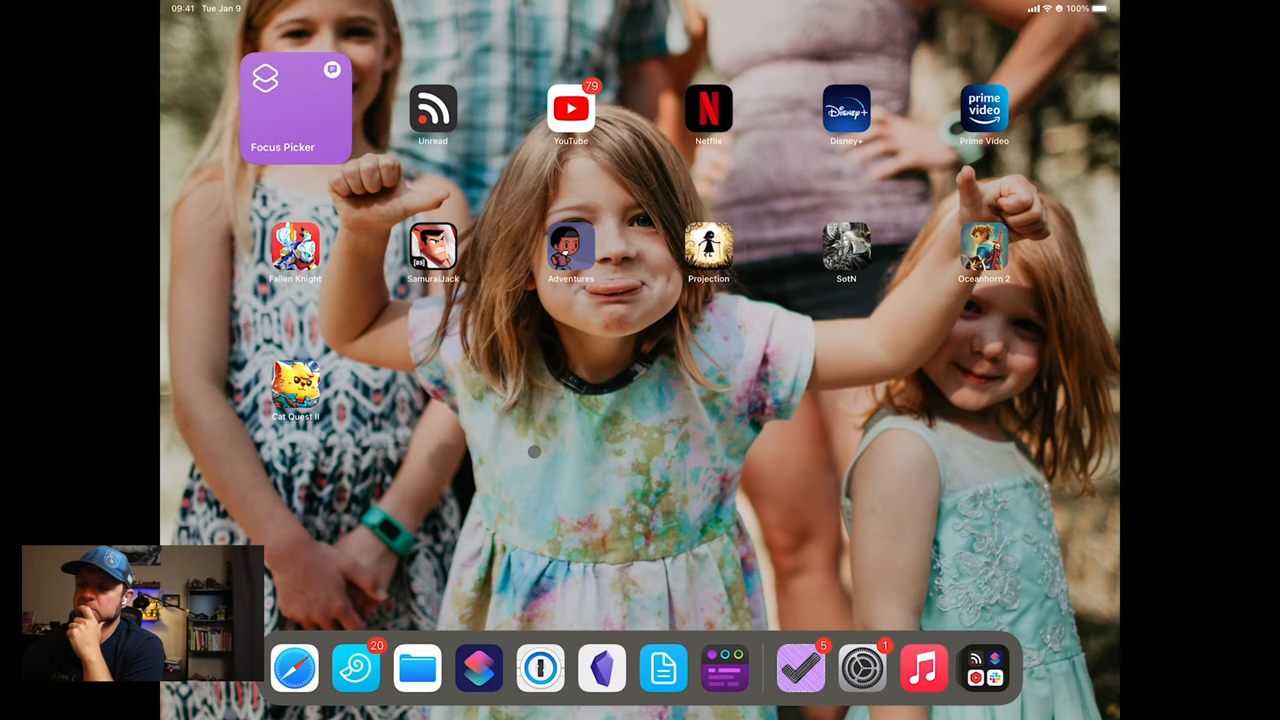 09:41 Tue Jan 9
100%
Focus Picker
Unread
79
YouTube
Netflix
Disney+
Disney+
prime
video
Prime Video
Fallen Knight
[as]
SamuraiJack
Adventures
Projection
SotN
Oceanhorn 2
Cat Quest II
20
5
1